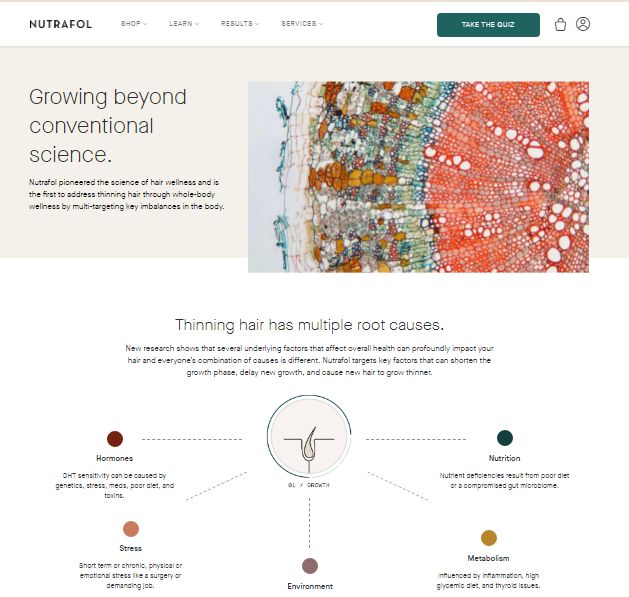 NUTRAFOL
SHOP
LEARN
RESULTS
SERVICES
TAKE THE QUIZ
Growing beyond
conventional
science.
Nutrafol pioneered the science of hair wellness and is
the first to address thinning hair through whole-body
wellness by multi-targeting key imbalances in the body.
Thinning hair has multiple root causes.
New research shows that several underlying factors that affect overall health can profoundly impact your
hair and everyone's combination of causes is different. Nutrafol targets key factors that can shorten the
growth phase, delay new growth, and cause new hair to grow thinner.
Hormones
DHT sensitivity can be caused by
genetics, stress, meds, poor diet, and
toxins.
01 / GROWTH
Nutrition
Nutrient deficiencies result from poor diet
or a compromised gut microbiome.
Stress
Short term or chronic, physical or
emotional stress like a surgery or
demanding job.
Environment
Metabolism
Influenced by inflammation, high
glycemic diet, and thyroid issues.